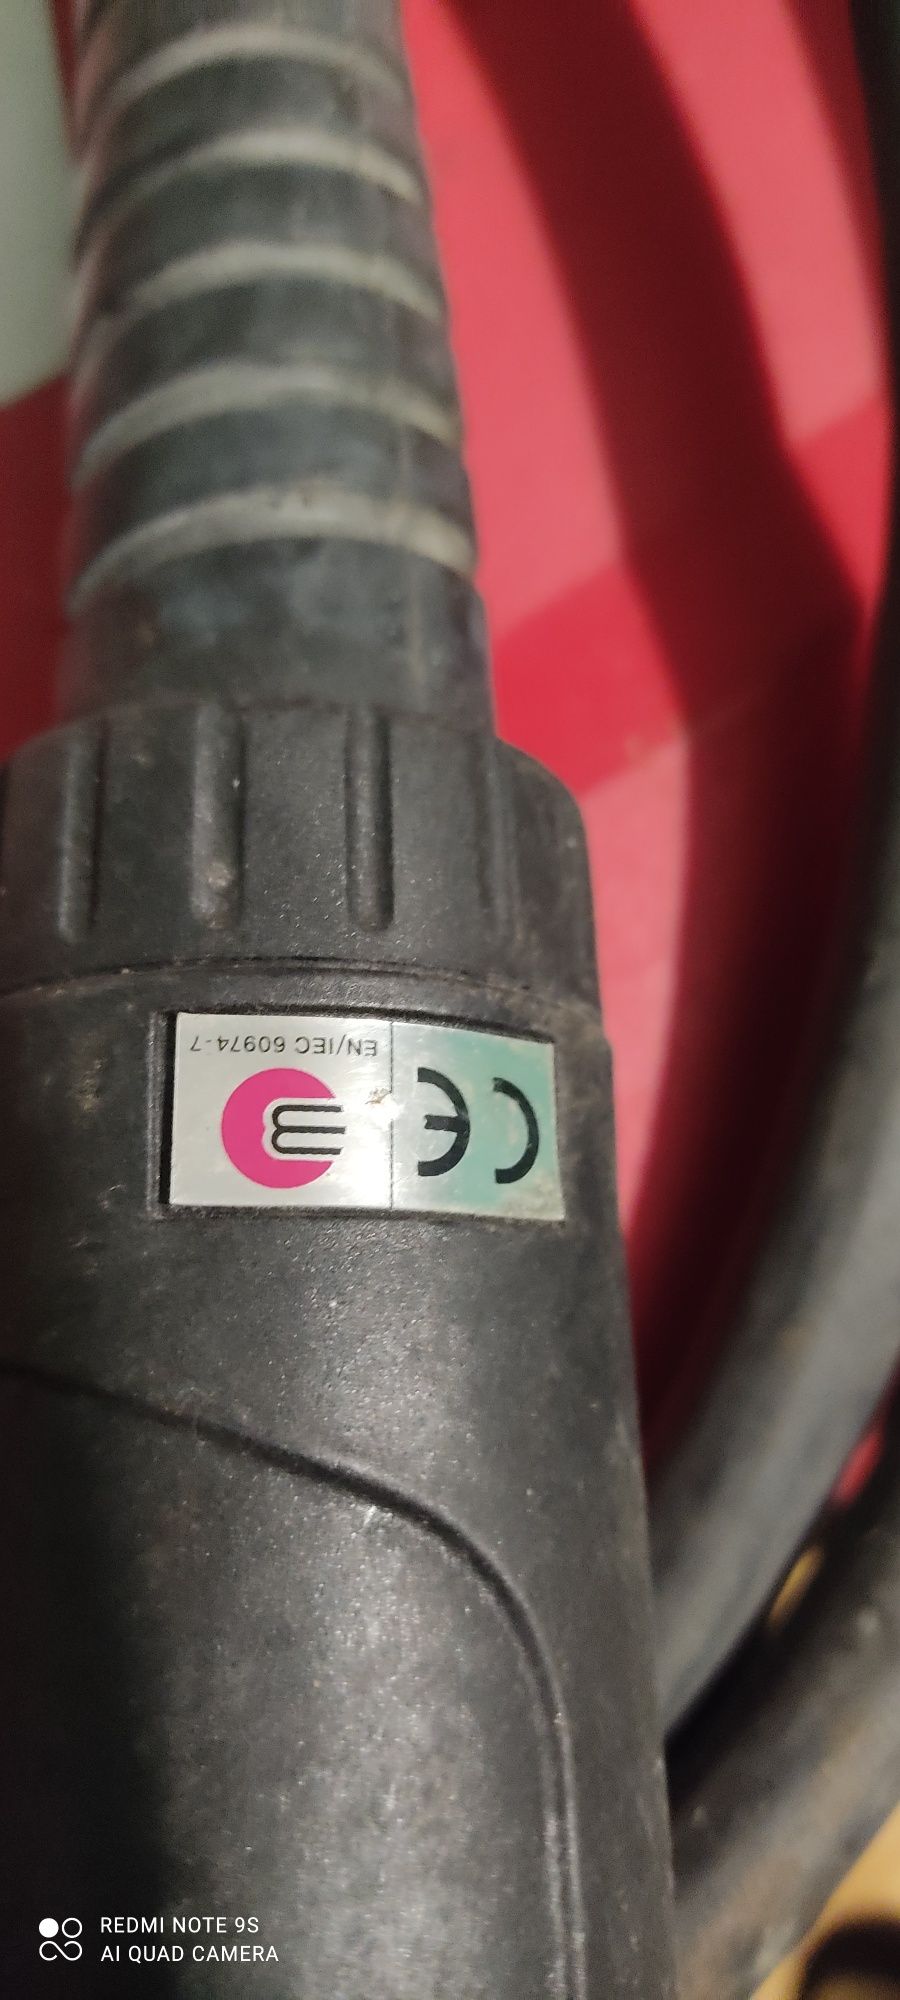 EN/IEC 60974-7
CE
REDMI NOTE 9S
AI QUAD CAMERA